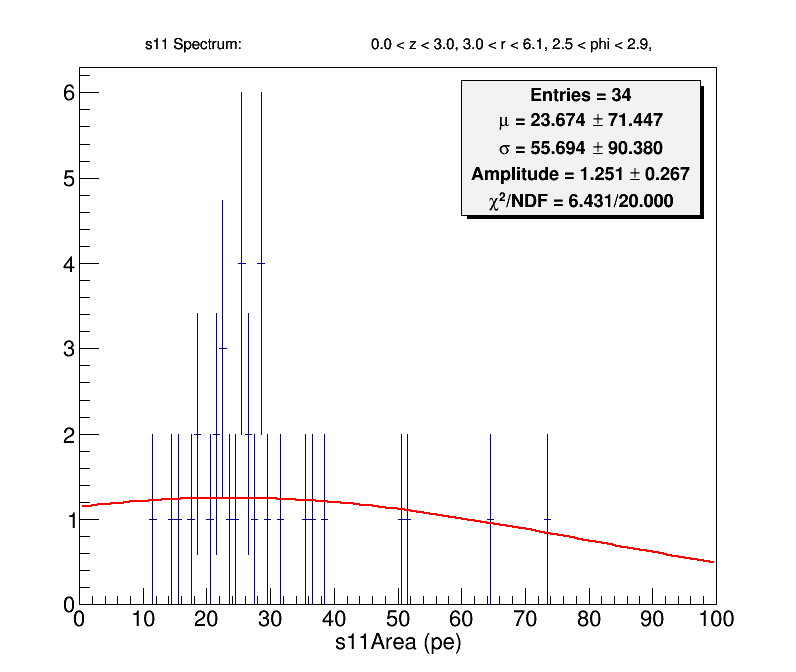 s11 Spectrum: 0.0 < z < 3.0, 3.0 < r < 6.1, 2.5 < phi < 2.9,
Entries = 34
μ = 23.674 ± 71.447
σ = 55.694 ± 90.380
Amplitude = 1.251 ± 0.267
χ²/NDF = 6.431/20.000
6
5
4
3
2
1
0
0 10 20 30 40 50 60 70 80 90 100
s11Area (pe)